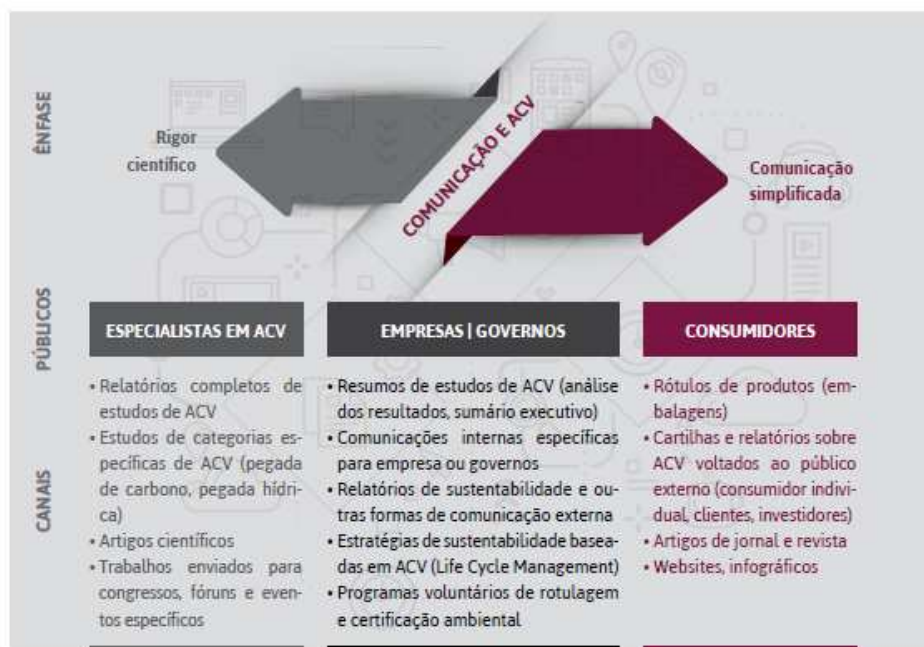 ÊNFASE
Rigor
científico
COMUNICAÇÃO E ACV
Comunicação
simplificada
PÚBLICOS
ESPECIALISTAS EM ACV
EMPRESAS | GOVERNOS
CONSUMIDORES
CANAIS
• Relatórios completos de
estudos de ACV
• Estudos de categorias es-
pecíficas de ACV (pegada
de carbono, pegada hídri-
ca)
• Artigos científicos
• Trabalhos enviados para
congressos, fóruns e even-
tos específicos
• Resumos de estudos de ACV (análise
dos resultados, sumário executivo)
• Comunicações internas específicas
para empresa ou governos
• Relatórios de sustentabilidade e ou-
tras formas de comunicação externa
• Estratégias de sustentabilidade basea-
das em ACV (Life Cycle Management)
• Programas voluntários de rotulagem
e certificação ambiental
• Rótulos de produtos (em-
balagens)
• Cartilhas e relatórios sobre
ACV voltados ao público
externo (consumidor indivi-
dual, clientes, investidores)
• Artigos de jornal e revista
• Websites, infográficos